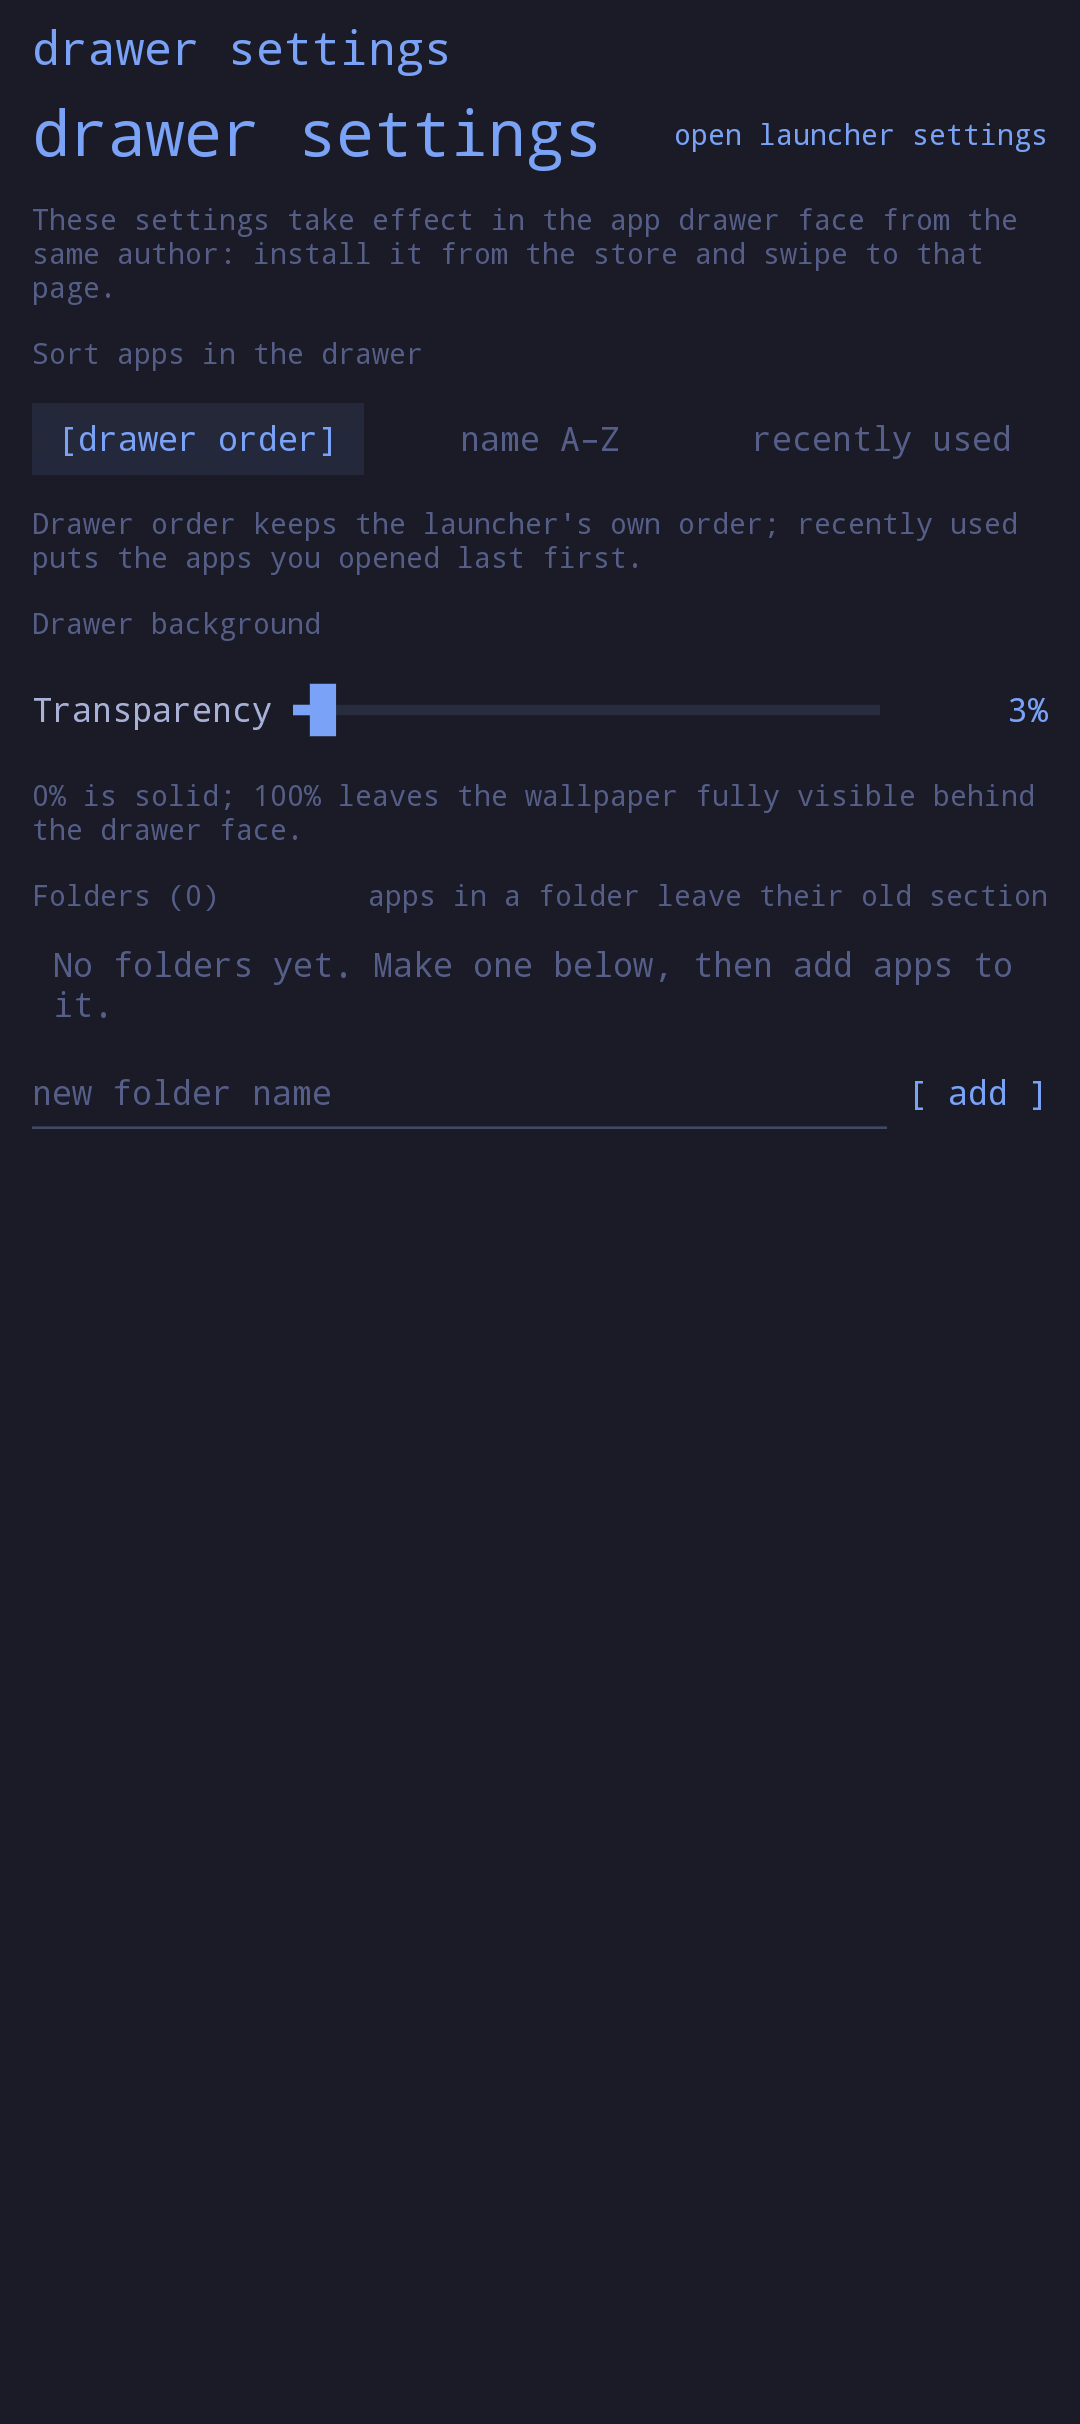 drawer settings
drawer settings
open launcher settings
These settings take effect in the app drawer face from the
same author: install it from the store and swipe to that
page.
Sort apps in the drawer
[drawer order]
name A–Z
recently used
Drawer order keeps the launcher's own order; recently used
puts the apps you opened last first.
Drawer background
Transparency
3%
0% is solid; 100% leaves the wallpaper fully visible behind
the drawer face.
Folders (0)
apps in a folder leave their old section
No folders yet. Make one below, then add apps to
it.
new folder name
[ add ]